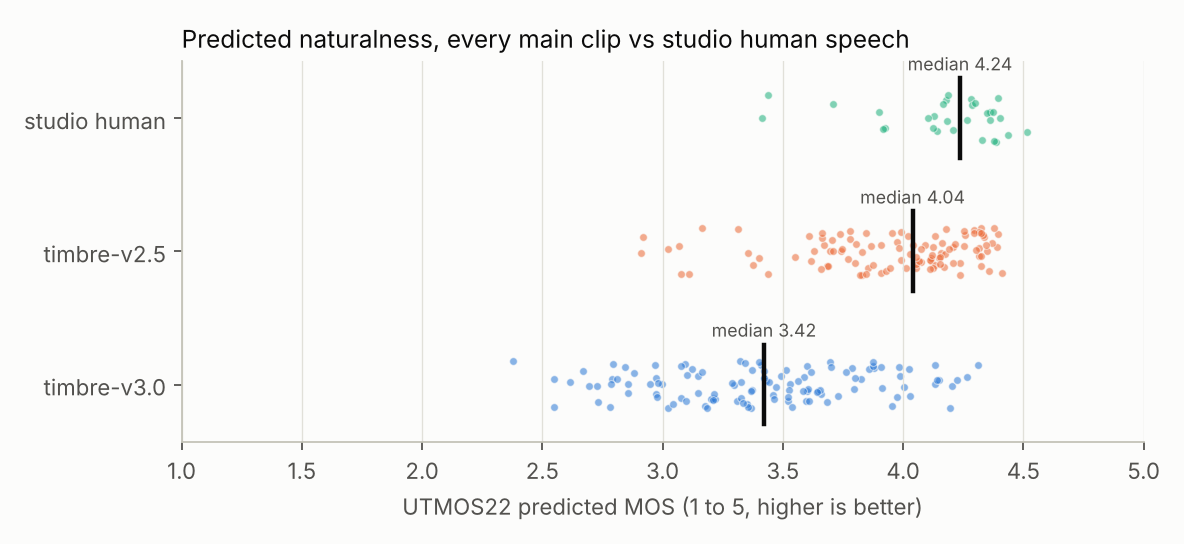 Predicted naturalness, every main clip vs studio human speech
median 4.24
studio human
median 4.04
timbre-v2.5
median 3.42
timbre-v3.0
1.0 1.5 2.0 2.5 3.0 3.5 4.0 4.5 5.0
UTMOS22 predicted MOS (1 to 5, higher is better)